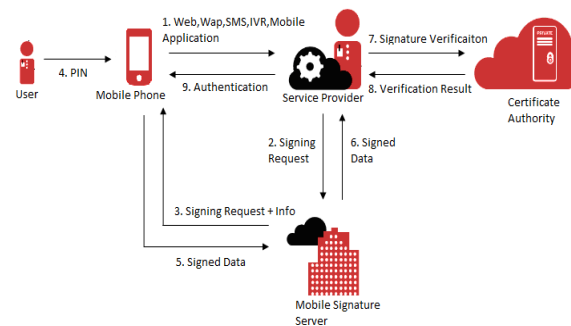 1. Web,Wap,SMS,IVR,Mobile
Application
7. Signature Verificaiton
PRIVATE
4. PIN
User
Mobile Phone
9. Authentication
Service Provider
8. Verification Result
Certificate
Authority
2. Signing
Request
6. Signed
Data
3. Signing Request + Info
5. Signed Data
Mobile Signature
Server